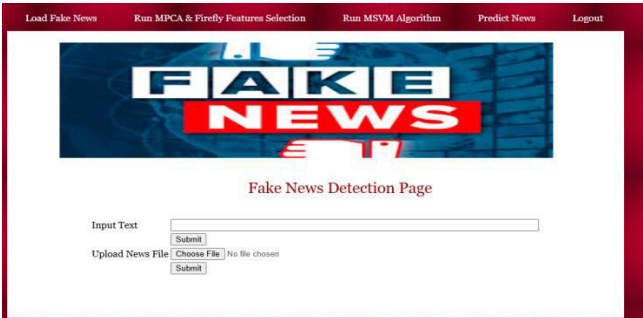 Load Fake News Run MPCA & Firefly Features Selection Run MSVM Algorithm Predict News Logout
FAKE
NEWS
Fake News Detection Page
Input Text
Submit
Upload News File Choose File No file chosen
Submit